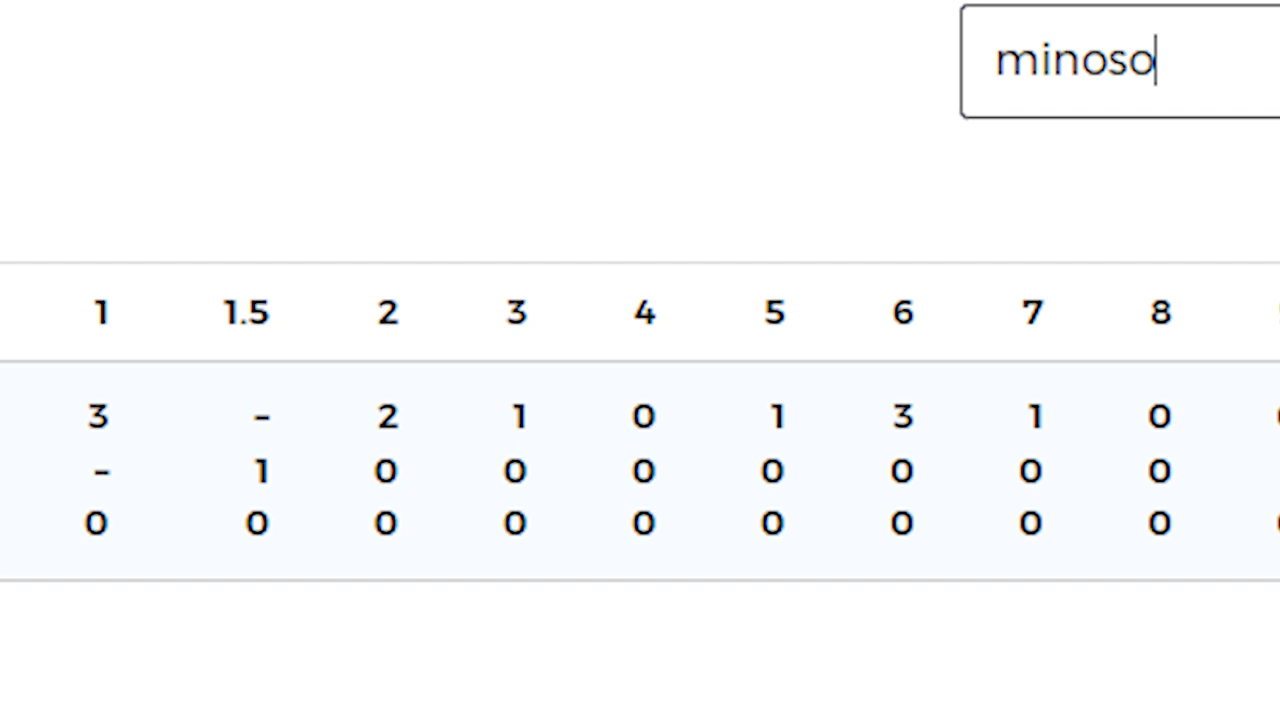 minoso
1 1.5 2 3 4 5 6 7 8
3 - 2 1 0 1 3 1 0
- 1 0 0 0 0 0 0 0
0 0 0 0 0 0 0 0 0